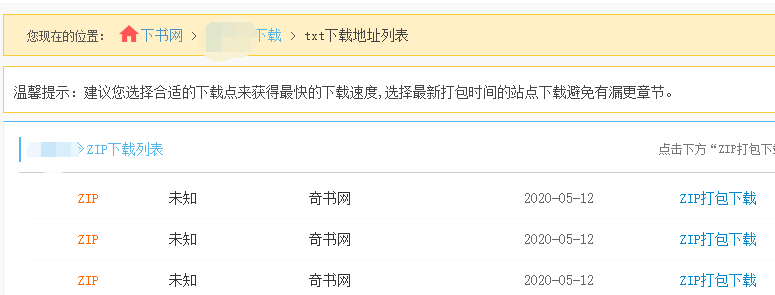 您现在的位置： 下书网 > 下载 > txt下载地址列表
温馨提示：建议您选择合适的下载点来获得最快的下载速度,选择最新打包时间的站点下载避免有漏更章节。
ZIP下载列表 点击下方“ZIP打包下载
ZIP 未知 奇书网 2020-05-12 ZIP打包下载
ZIP 未知 奇书网 2020-05-12 ZIP打包下载
ZIP 未知 奇书网 2020-05-12 ZIP打包下载